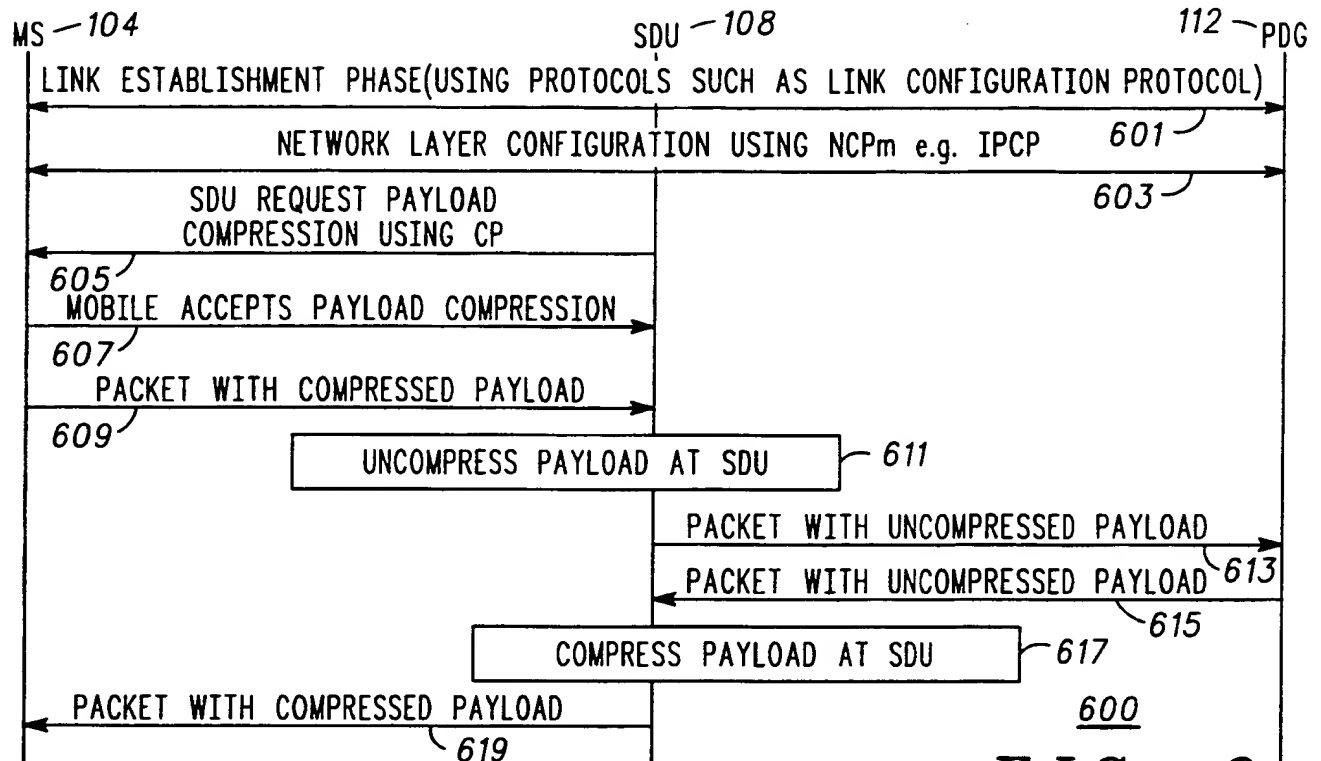 MS 104 SDU 108 112 PDG
LINK ESTABLISHMENT PHASE(USING PROTOCOLS SUCH AS LINK CONFIGURATION PROTOCOL)
601
NETWORK LAYER CONFIGURATION USING NCPm e.g. IPCP
603
SDU REQUEST PAYLOAD
COMPRESSION USING CP
605
MOBILE ACCEPTS PAYLOAD COMPRESSION
607
PACKET WITH COMPRESSED PAYLOAD
609
UNCOMPRESS PAYLOAD AT SDU 611
PACKET WITH UNCOMPRESSED PAYLOAD
613
PACKET WITH UNCOMPRESSED PAYLOAD
615
COMPRESS PAYLOAD AT SDU 617
PACKET WITH COMPRESSED PAYLOAD
619
600